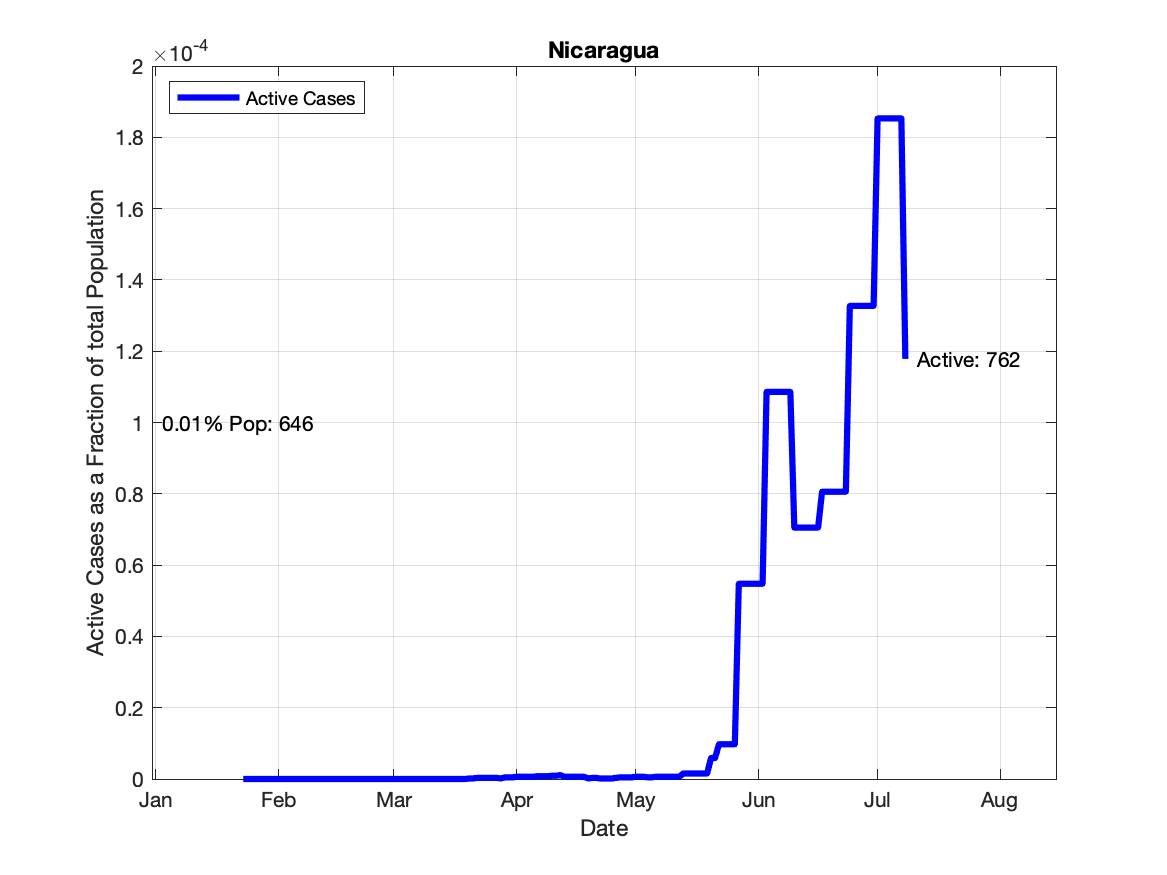 Nicaragua
×10-4
Active Cases
2
1.8
1.6
1.4
1.2
1
0.8
0.6
0.4
0.2
0
Active Cases as a Fraction of total Population
0.01% Pop: 646
Active: 762
Jan Feb Mar Apr May Jun Jul Aug
Date